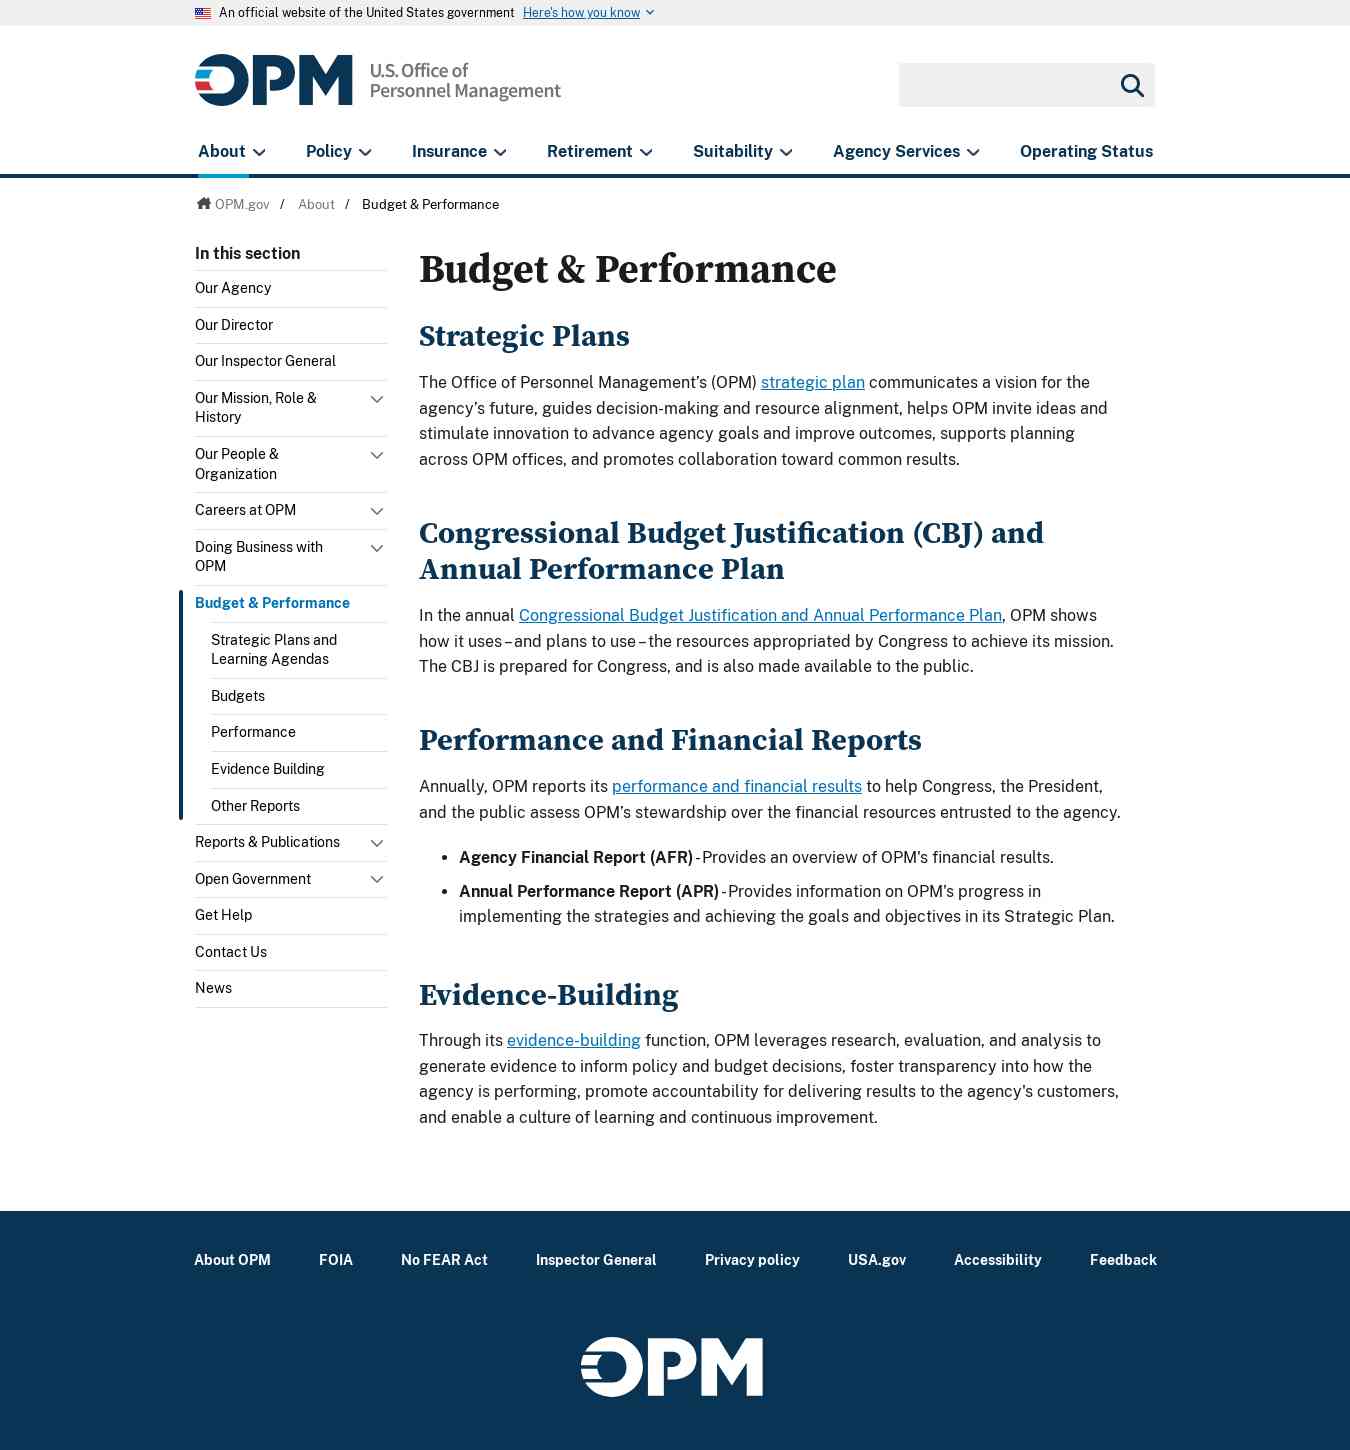 An official website of the United States government Here's how you know
OPM U.S. Office of
Personnel Management
About Policy Insurance Retirement Suitability Agency Services Operating Status
OPM.gov / About / Budget & Performance
In this section
Our Agency
Our Director
Our Inspector General
Our Mission, Role &
History
Our People &
Organization
Careers at OPM
Doing Business with
OPM
Budget & Performance
Strategic Plans and
Learning Agendas
Budgets
Performance
Evidence Building
Other Reports
Reports & Publications
Open Government
Get Help
Contact Us
News
Budget & Performance
Strategic Plans
The Office of Personnel Management’s (OPM) strategic plan communicates a vision for the
agency’s future, guides decision-making and resource alignment, helps OPM invite ideas and
stimulate innovation to advance agency goals and improve outcomes, supports planning
across OPM offices, and promotes collaboration toward common results.
Congressional Budget Justification (CBJ) and
Annual Performance Plan
In the annual Congressional Budget Justification and Annual Performance Plan, OPM shows
how it uses–and plans to use–the resources appropriated by Congress to achieve its mission.
The CBJ is prepared for Congress, and is also made available to the public.
Performance and Financial Reports
Annually, OPM reports its performance and financial results to help Congress, the President,
and the public assess OPM’s stewardship over the financial resources entrusted to the agency.
• Agency Financial Report (AFR)-Provides an overview of OPM's financial results.
• Annual Performance Report (APR)-Provides information on OPM's progress in
implementing the strategies and achieving the goals and objectives in its Strategic Plan.
Evidence-Building
Through its evidence-building function, OPM leverages research, evaluation, and analysis to
generate evidence to inform policy and budget decisions, foster transparency into how the
agency is performing, promote accountability for delivering results to the agency's customers,
and enable a culture of learning and continuous improvement.
About OPM FOIA No FEAR Act Inspector General Privacy policy USA.gov Accessibility Feedback
OPM